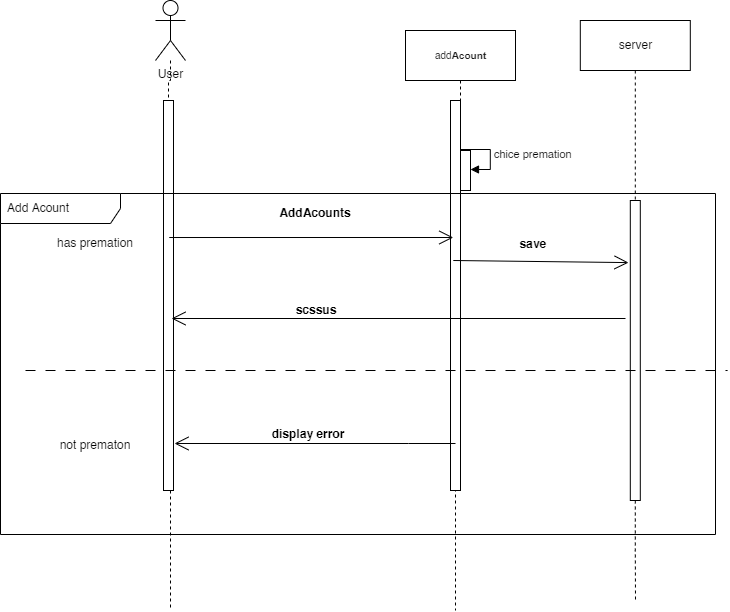 User
addAcount
server
chice premation
Add Acount
AddAcounts
has premation
save
scssus
display error
not prematon